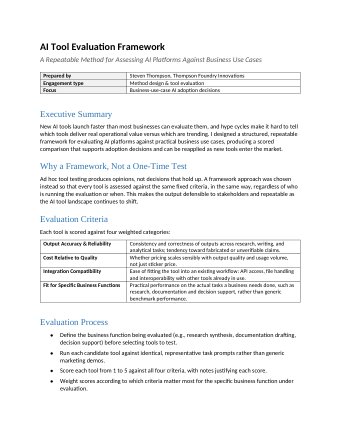 AI Tool Evaluation Framework
A Repeatable Method for Assessing AI Platforms Against Business Use Cases
Prepared by Steven Thompson, Thompson Foundry Innovations
Engagement type Method design & tool evaluation
Focus Business-use-case AI adoption decisions
Executive Summary
New AI tools launch faster than most businesses can evaluate them, and hype cycles make it hard to tell
which tools deliver real operational value versus which are trending. I designed a structured, repeatable
framework for evaluating AI platforms against practical business use cases, producing a scored
comparison that supports adoption decisions and can be reapplied as new tools enter the market.
Why a Framework, Not a One-Time Test
Ad hoc tool testing produces opinions, not decisions that hold up. A framework approach was chosen
instead so that every tool is assessed against the same fixed criteria, in the same way, regardless of who
is running the evaluation or when. This makes the output defensible to stakeholders and repeatable as
the AI tool landscape continues to shift.
Evaluation Criteria
Each tool is scored against four weighted categories:
Output Accuracy & Reliability Consistency and correctness of outputs across research, writing, and
analytical tasks; tendency toward fabricated or unverifiable claims.
Cost Relative to Quality Whether pricing scales sensibly with output quality and usage volume,
not just sticker price.
Integration Compatibility Ease of fitting the tool into an existing workflow: API access, file handling
and interoperability with other tools already in use.
Fit for Specific Business Functions Practical performance on the actual tasks a business needs done, such as
research, documentation and decision support, rather than generic
benchmark performance.
Evaluation Process
• Define the business function being evaluated (e.g., research synthesis, documentation drafting,
decision support) before selecting tools to test.
• Run each candidate tool against identical, representative task prompts rather than generic
marketing demos.
• Score each tool from 1 to 5 against all four criteria, with notes justifying each score.
• Weight scores according to which criteria matter most for the specific business function under
evaluation.